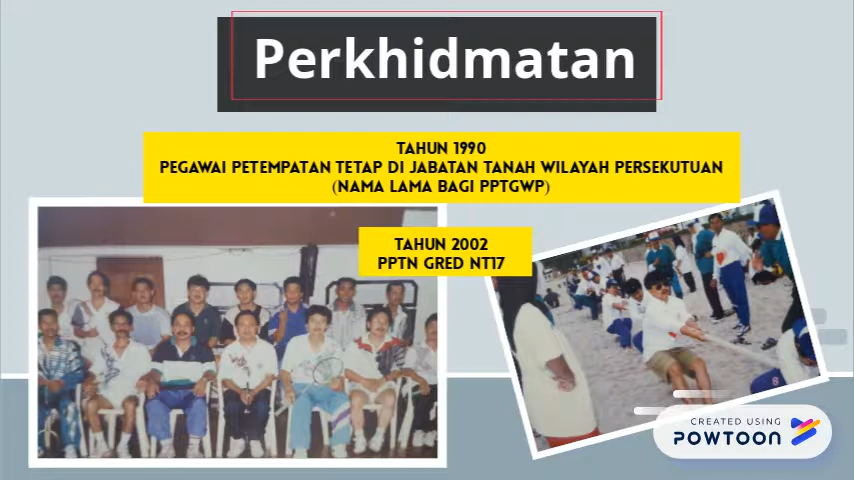 Perkhidmatan
TAHUN 1990
PEGAWAI PETEMPATAN TETAP DI JABATAN TANAH WILAYAH PERSEKUTUAN
(NAMA LAMA BAGI PPTGWP)
TAHUN 2002
PPTN GRED NT17
CREATED USING
POWTOON